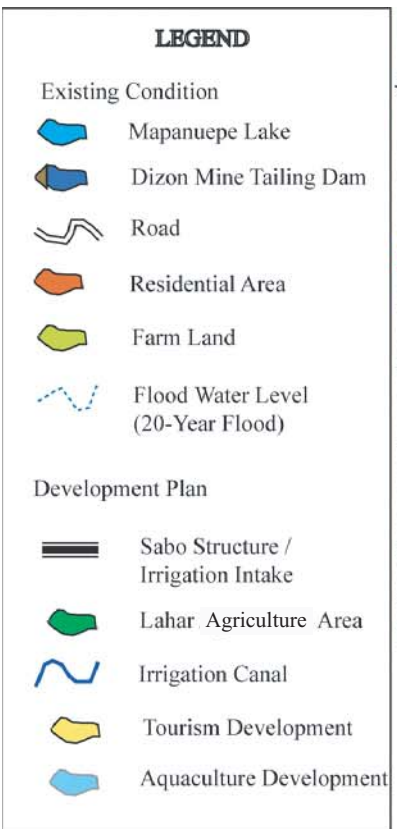 LEGEND
Existing Condition
Mapanuepe Lake
Dizon Mine Tailing Dam
Road
Residential Area
Farm Land
Flood Water Level
(20-Year Flood)
Development Plan
Sabo Structure /
Irrigation Intake
Lahar Agriculture Area
Irrigation Canal
Tourism Development
Aquaculture Development